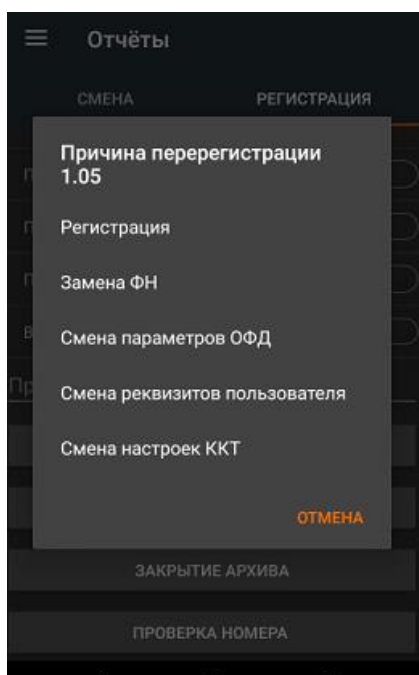 Отчёты
СМЕНА
РЕГИСТРАЦИЯ
Причина перерегистрации
1.05
Регистрация
Замена ФН
Смена параметров ОФД
Смена реквизитов пользователя
Смена настроек ККТ
ОТМЕНА
ЗАКРЫТИЕ АРХИВА
ПРОВЕРКА НОМЕРА